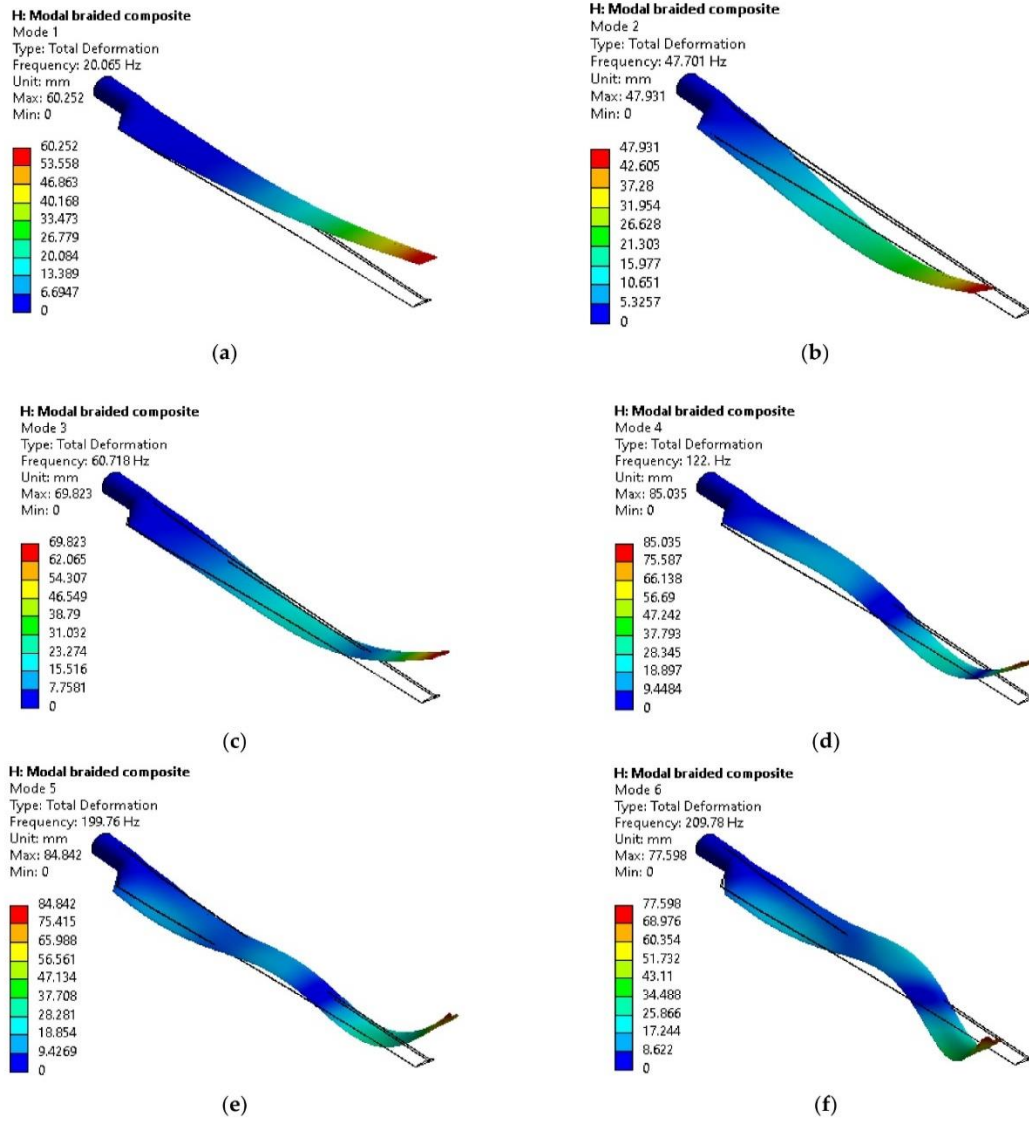 H: Modal braided composite
Mode 1
Type: Total Deformation
Frequency: 20.065 Hz
Unit: mm
Max: 60.252
Min: 0
60.252
53.558
46.863
40.168
33.473
26.779
20.084
13.389
6.6947
0
(a)
H: Modal braided composite
Mode 2
Type: Total Deformation
Frequency: 47.701 Hz
Unit: mm
Max: 47.931
Min: 0
47.931
42.605
37.28
31.954
26.628
21.303
15.977
10.651
5.3257
0
(b)
H: Modal braided composite
Mode 3
Type: Total Deformation
Frequency: 60.718 Hz
Unit: mm
Max: 69.823
Min: 0
69.823
62.065
54.307
46.549
38.79
31.032
23.274
15.516
7.7581
0
(c)
H: Modal braided composite
Mode 4
Type: Total Deformation
Frequency: 122. Hz
Unit: mm
Max: 85.035
Min: 0
85.035
75.587
66.138
56.69
47.242
37.793
28.345
18.897
9.4484
0
(d)
H: Modal braided composite
Mode 5
Type: Total Deformation
Frequency: 199.76 Hz
Unit: mm
Max: 84.842
Min: 0
84.842
75.415
65.988
56.561
47.134
37.708
28.281
18.854
9.4269
0
(e)
H: Modal braided composite
Mode 6
Type: Total Deformation
Frequency: 209.78 Hz
Unit: mm
Max: 77.598
Min: 0
77.598
68.976
60.354
51.732
43.11
34.488
25.866
17.244
8.622
0
(f)